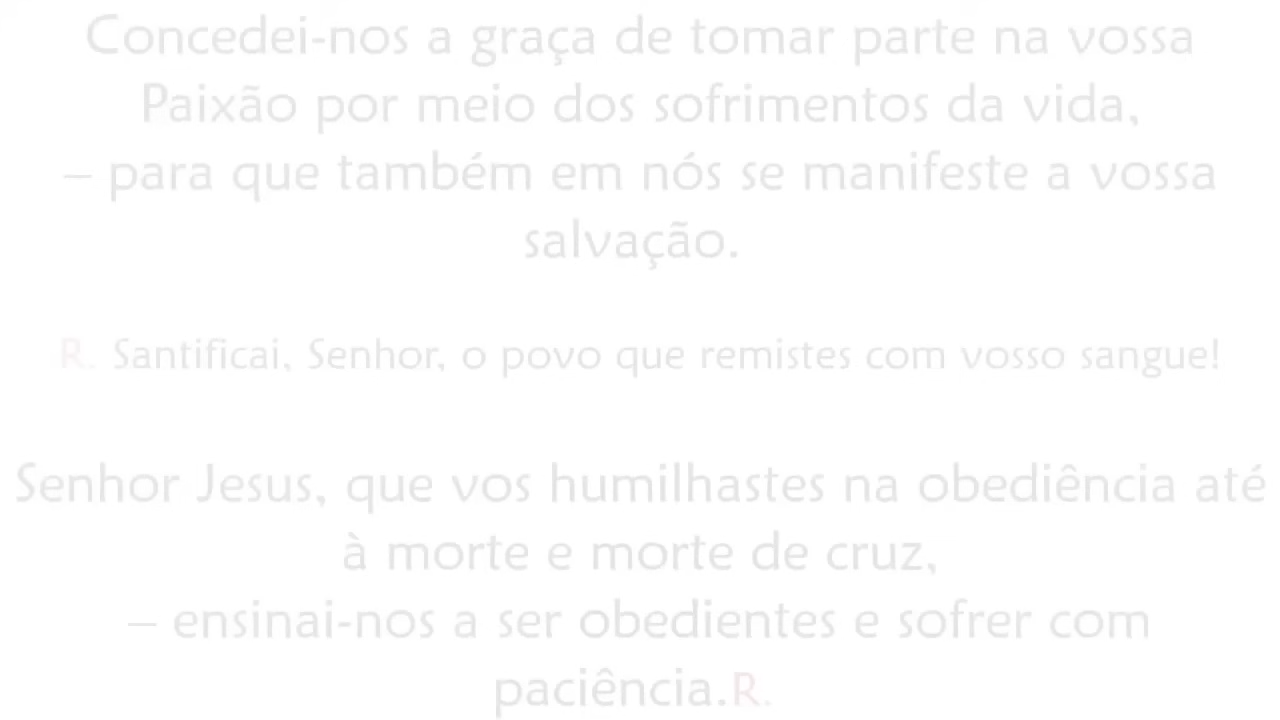 Concedei-nos a graça de tomar parte na vossa
Paixão por meio dos sofrimentos da vida,
– para que também em nós se manifeste a vossa
salvação.
R. Santificai, Senhor, o povo que remistes com vosso sangue!
Senhor Jesus, que vos humilhastes na obediência até
à morte e morte de cruz,
– ensinai-nos a ser obedientes e sofrer com
paciência.R.